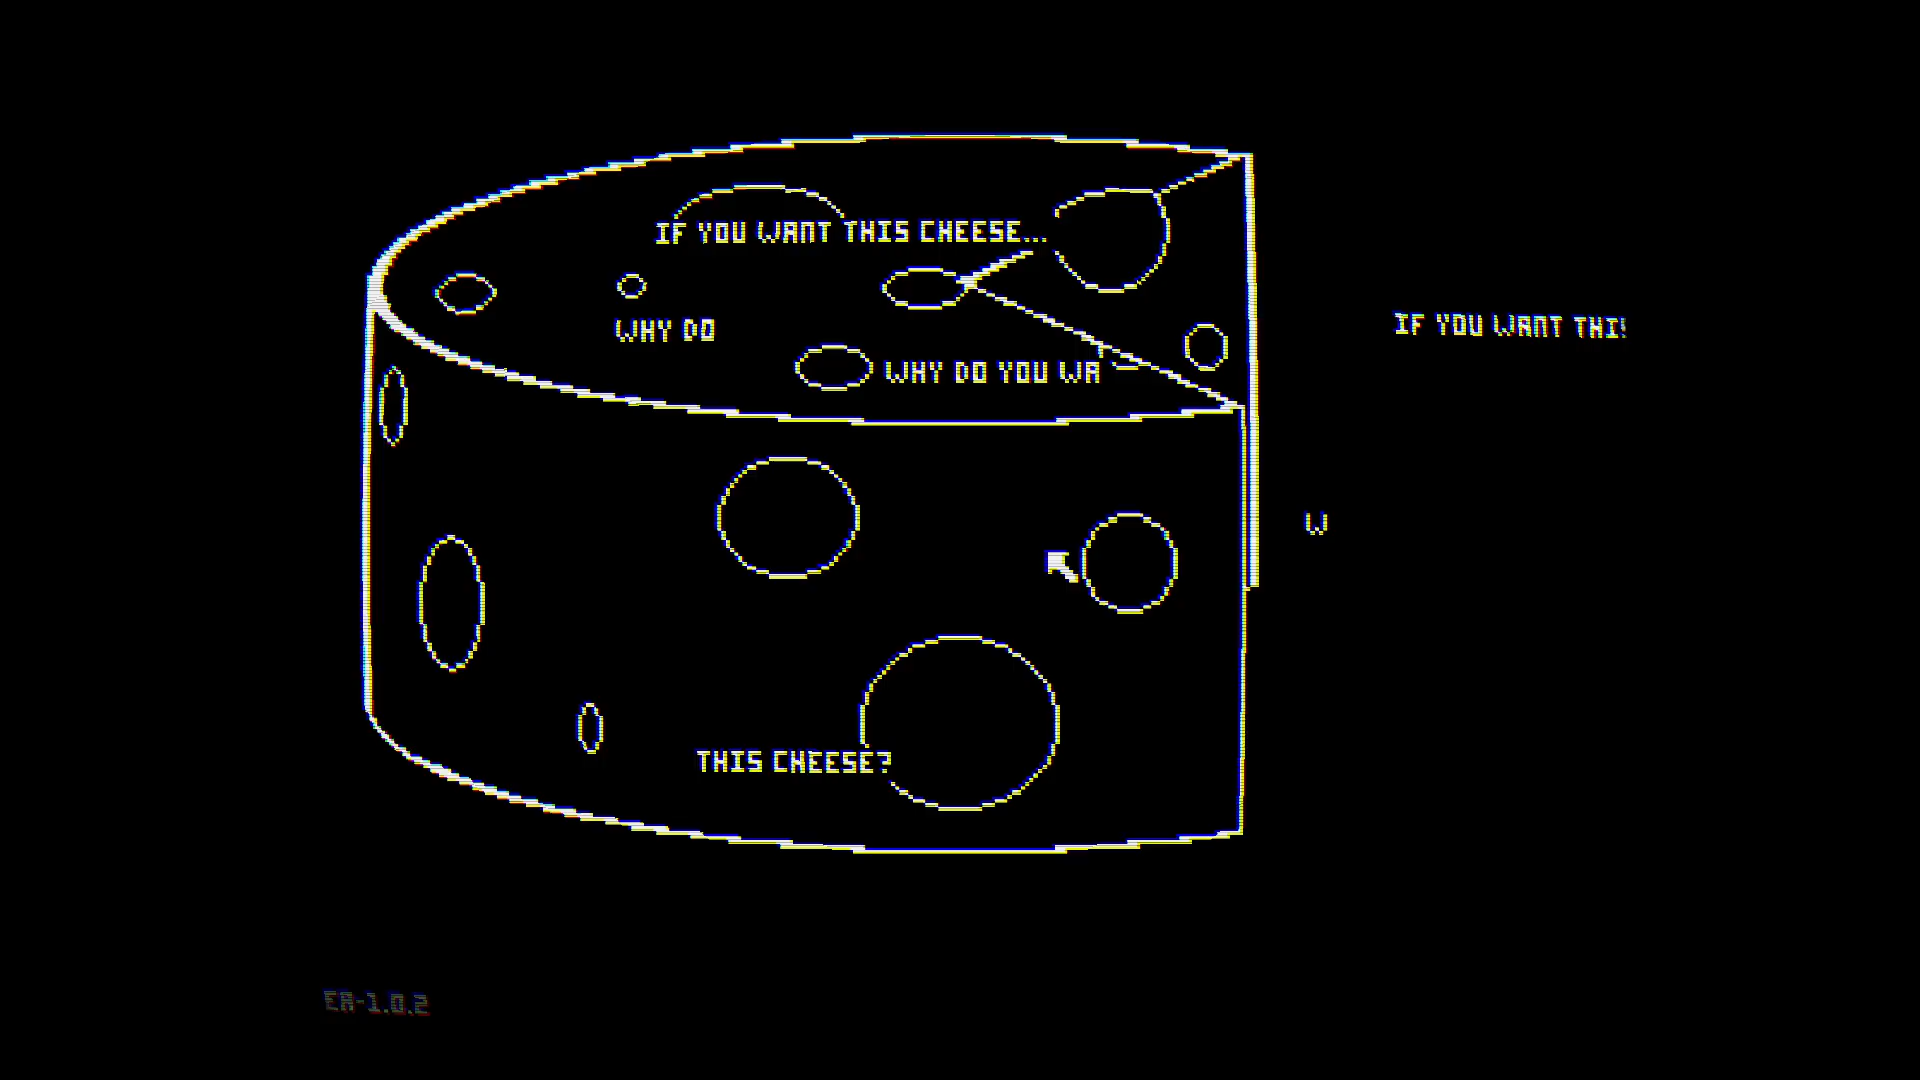 IF YOU WANT THIS CHEESE...
IF YOU WANT THI
WHY DO
WHY DO YOU WA
W
THIS CHEESE?
ER-1.0.2